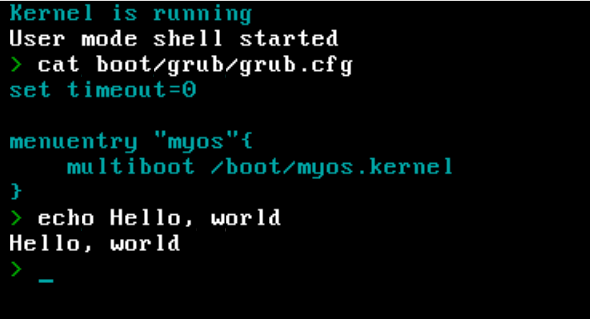 Kernel is running
User mode shell started
> cat boot/grub/grub.cfg
set timeout=0
menuentry "myos"{
    multiboot /boot/myos.kernel
}
> echo Hello, world
Hello, world
> _